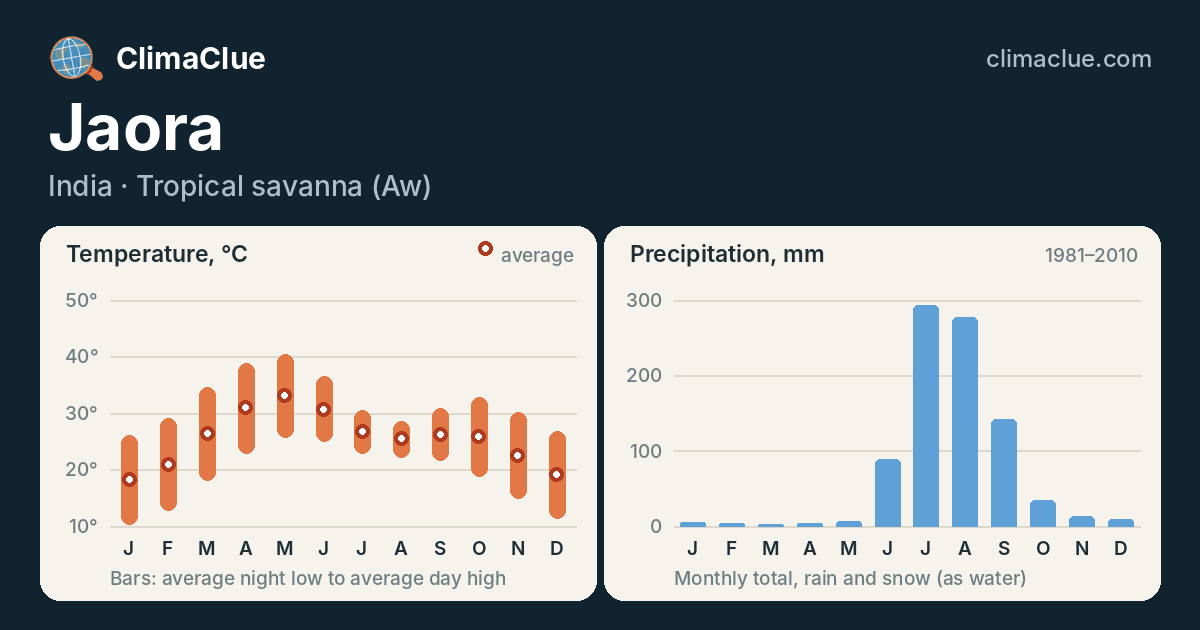 ClimaClue
climaclue.com
Jaora
India · Tropical savanna (Aw)
Temperature, °C
average
50°
40°
30°
20°
10°
J F M A M J J A S O N D
Bars: average night low to average day high
Precipitation, mm
1981–2010
300
200
100
0
J F M A M J J A S O N D
Monthly total, rain and snow (as water)